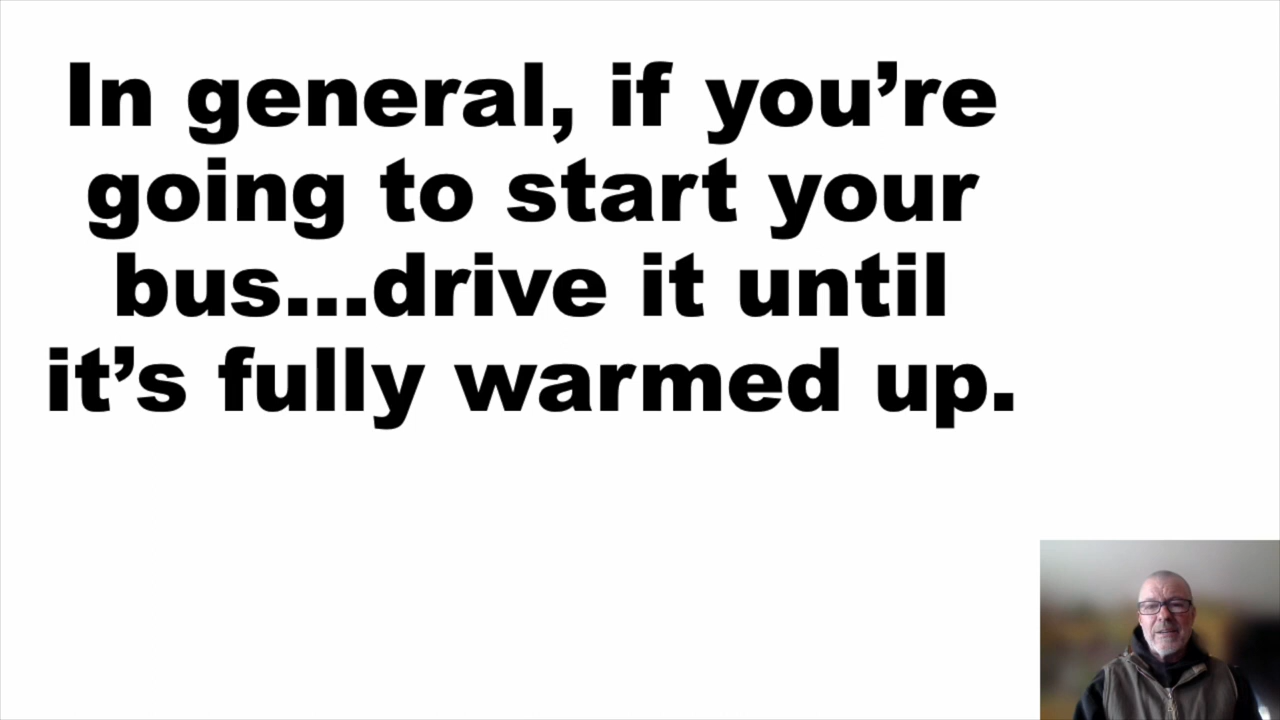 In general, if you’re
going to start your
bus...drive it until
it’s fully warmed up.